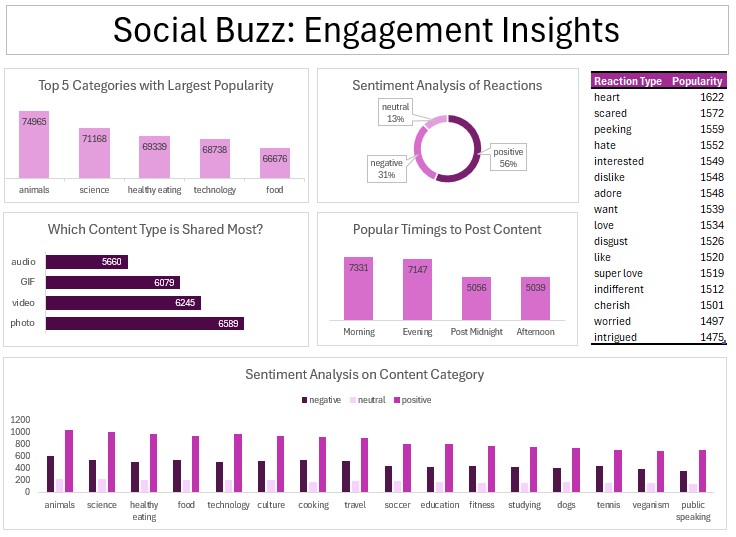 Social Buzz: Engagement Insights
Top 5 Categories with Largest Popularity
74965
71168
69339
68738
66676
animals science healthy eating technology food
Sentiment Analysis of Reactions
neutral
13%
negative
31%
positive
56%
Reaction Type Popularity
heart 1622
scared 1572
peeking 1559
hate 1552
interested 1549
dislike 1548
adore 1548
want 1539
love 1534
disgust 1526
like 1520
super love 1519
indifferent 1512
cherish 1501
worried 1497
intrigued 1475
Which Content Type is Shared Most?
audio 5660
GIF 6079
video 6245
photo 6589
Popular Timings to Post Content
7331 7147 5056 5039
Morning Evening Post Midnight Afternoon
Sentiment Analysis on Content Category
negative neutral positive
1200
1000
800
600
400
200
0
animals science healthy eating food technology culture cooking travel soccer education fitness studying dogs tennis veganism public speaking